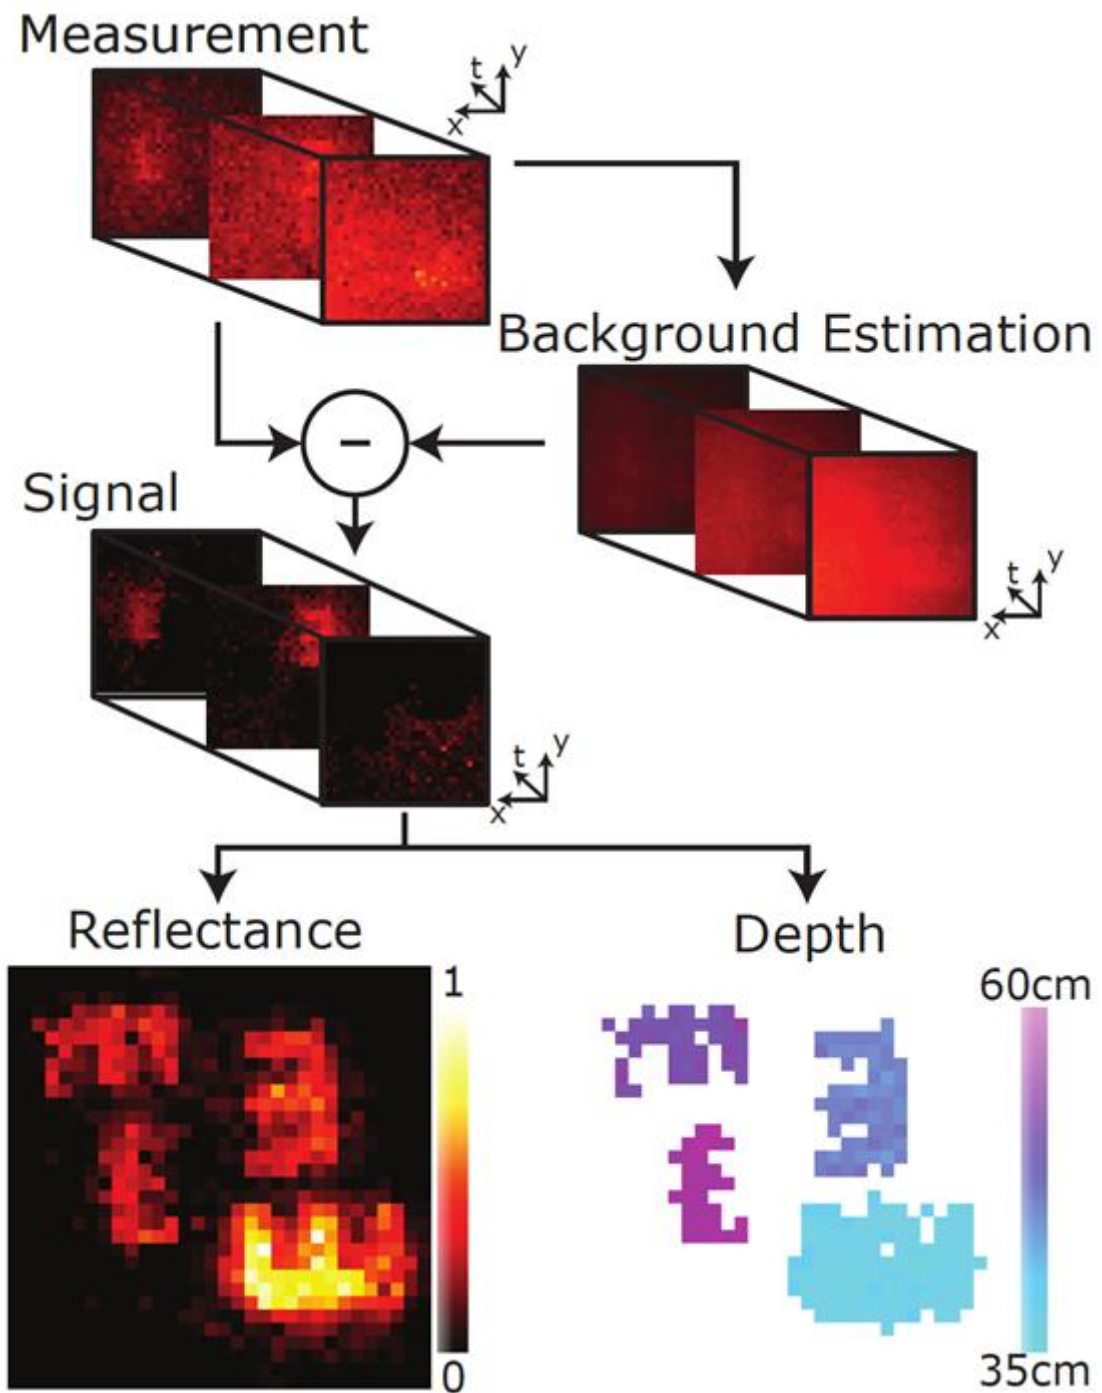 Measurement
y
t
x
Background Estimation
-
Signal
y
t
x
y
t
x
Reflectance
Depth
1
60cm
0
35cm